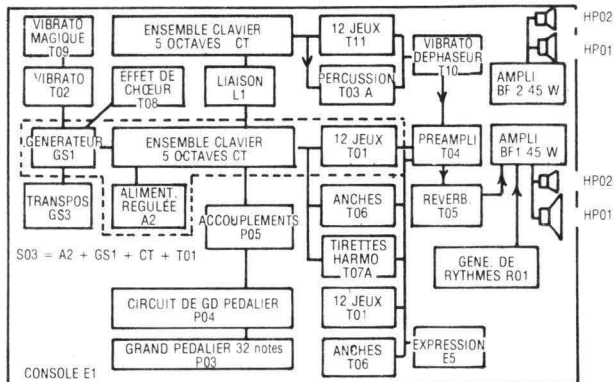 VIBRATO
MAGIQUE
T09
ENSEMBLE CLAVIER
5 OCTAVES CT
12 JEUX
T11
VIBRATO
DEPHASEUR
T10
HP02
HP01
AMPLI
BF 2 45 W
VIBRATO
T02
EFFET DE
CHŒUR
T08
LIAISON
L1
PERCUSSION
T03 A
GENERATEUR
GS1
ENSEMBLE CLAVIER
5 OCTAVES CT
12 JEUX
T01
PREAMPLI
T04
AMPLI
BF1 45 W
TRANSPOS
GS3
ALIMENT.
REGULÉE
A2
ACCOUPLEMENTS
P05
ANCHES
T06
REVERB.
T05
HP02
HP01
S03 = A2 + GS1 + CT + T01
TIRETTES
HARMO
T07A
GENE. DE
RYTHMES R01
CIRCUIT DE GD PEDALIER
P04
12 JEUX
T01
GRAND PEDALIER 32 notes
P03
ANCHES
T06
EXPRESSION
E5
CONSOLE E1